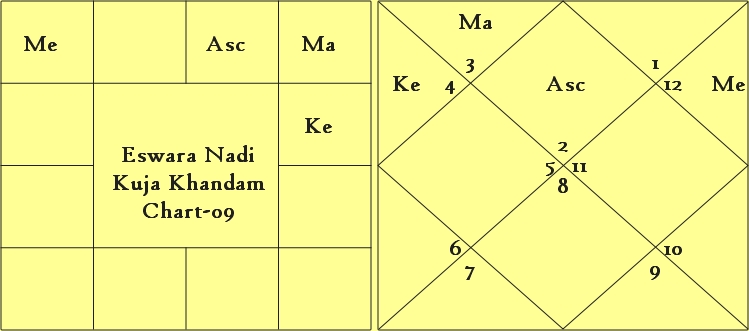 Me Asc Ma
Ke
Eswara Nadi
Kuja Khandam
Chart-09
Ma
3 1
Ke 4 Asc 12 Me
2
5 11
8
6 10
7 9